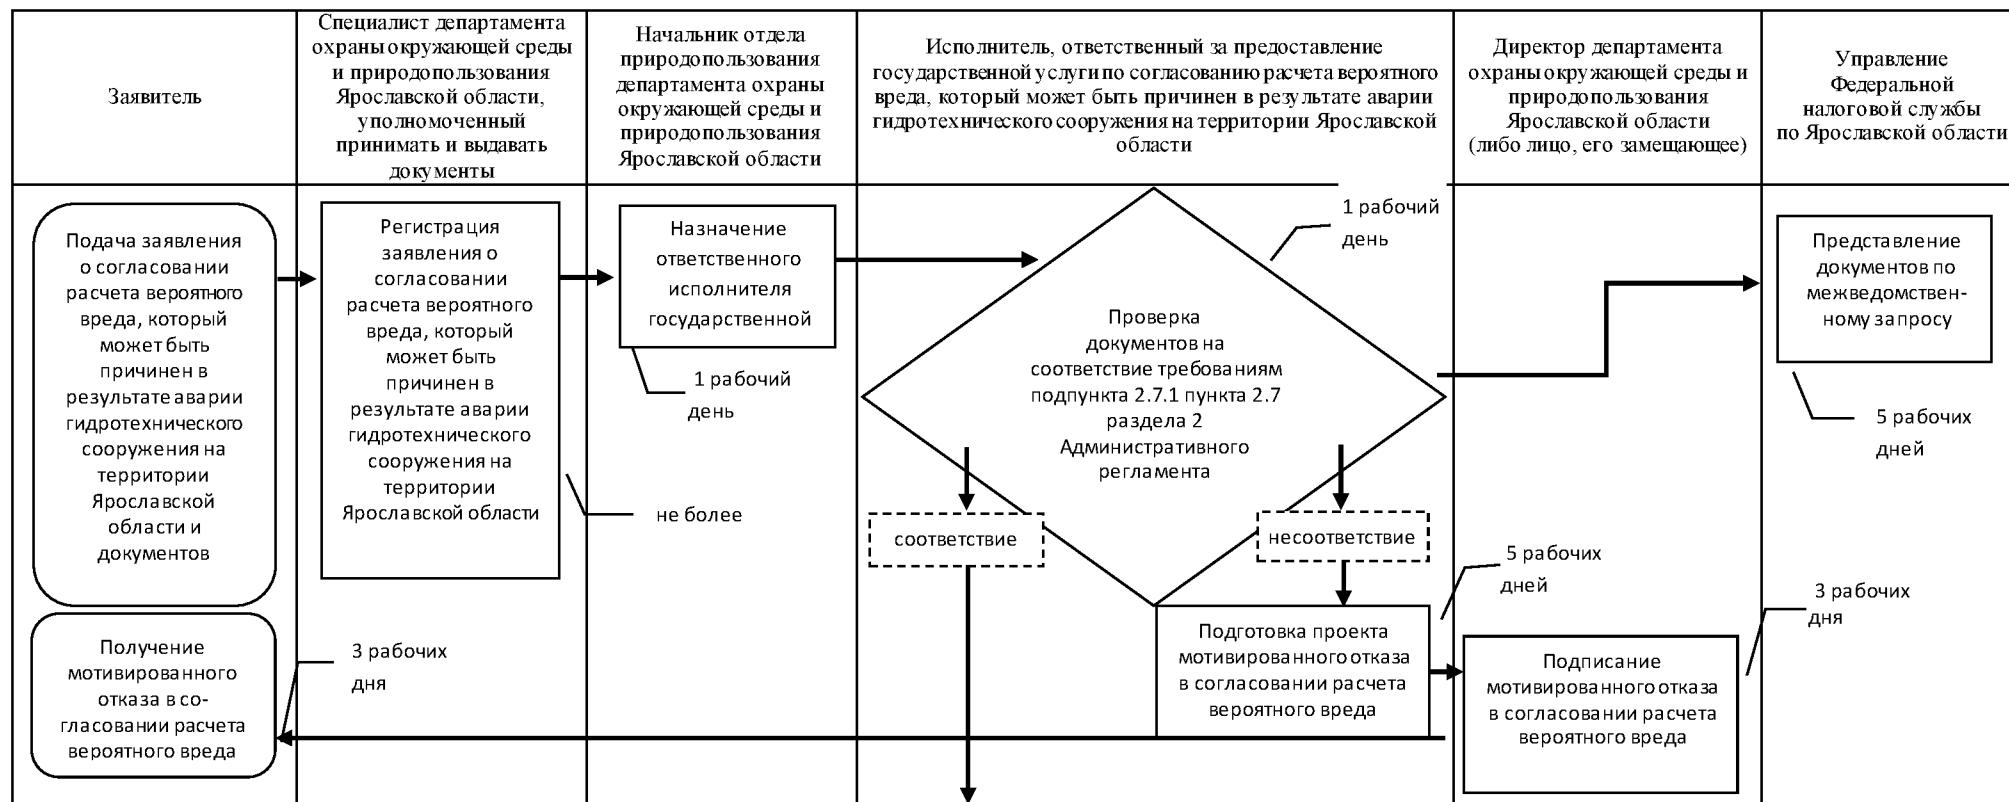 Заявитель
Специалист департамента
охраны окружающей среды
и природопользования
Ярославской области,
уполномоченный
принимать и выдавать
документы
Начальник отдела
природопользования
департамента охраны
окружающей среды и
природопользования
Ярославской области
Исполнитель, ответственный за предоставление
государственной услуги по согласованию расчета вероятного
вреда, который может быть причинен в результате аварии
гидротехнического сооружения на территории Ярославской
области
Директор департамента
охраны окружающей среды и
природопользования
Ярославской области
(либо лицо, его замещающее)
Управление
Федеральной
налоговой службы
по Ярославской области
Подача заявления
о согласовании
расчета вероятного
вреда, который
может быть
причинен в
результате аварии
гидротехнического
сооружения на
территории
Ярославской
области и
документов
Регистрация
заявления о
согласовании
расчета вероятного
вреда, который
может быть
причинен в
результате аварии
гидротехнического
сооружения на
территории
Ярославской области
не более
Назначение
ответственного
исполнителя
государственной
1 рабочий
день
Проверка
документов на
соответствие требованиям
подпункта 2.7.1 пункта 2.7
раздела 2
Административного
регламента
1 рабочий
день
Представление
документов по
межведомствен-
ному запросу
5 рабочих
дней
соответствие
несоответствие
Подготовка проекта
мотивированного отказа
в согласовании расчета
вероятного вреда
5 рабочих
дней
Подписание
мотивированного отказа
в согласовании расчета
вероятного вреда
3 рабочих
дня
Получение
мотивированного
отказа в со-
гласовании расчета
вероятного вреда
3 рабочих
дня